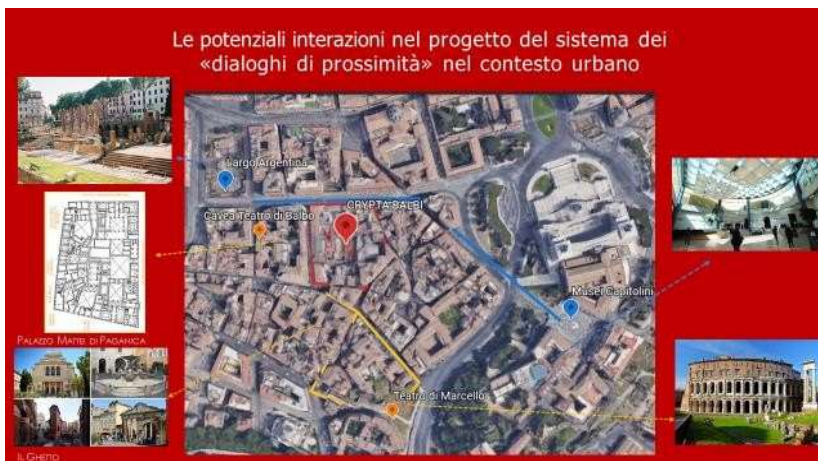 Le potenziali interazioni nel progetto del sistema dei
«dialoghi di prossimità» nel contesto urbano
Largo Argentina
Cavea Teatro di Balbo
CRYPTA BALBI
Musei Capitolini
PALAZZO MATTEI DI PAGANICA
Teatro di Marcello
IL GHETTO